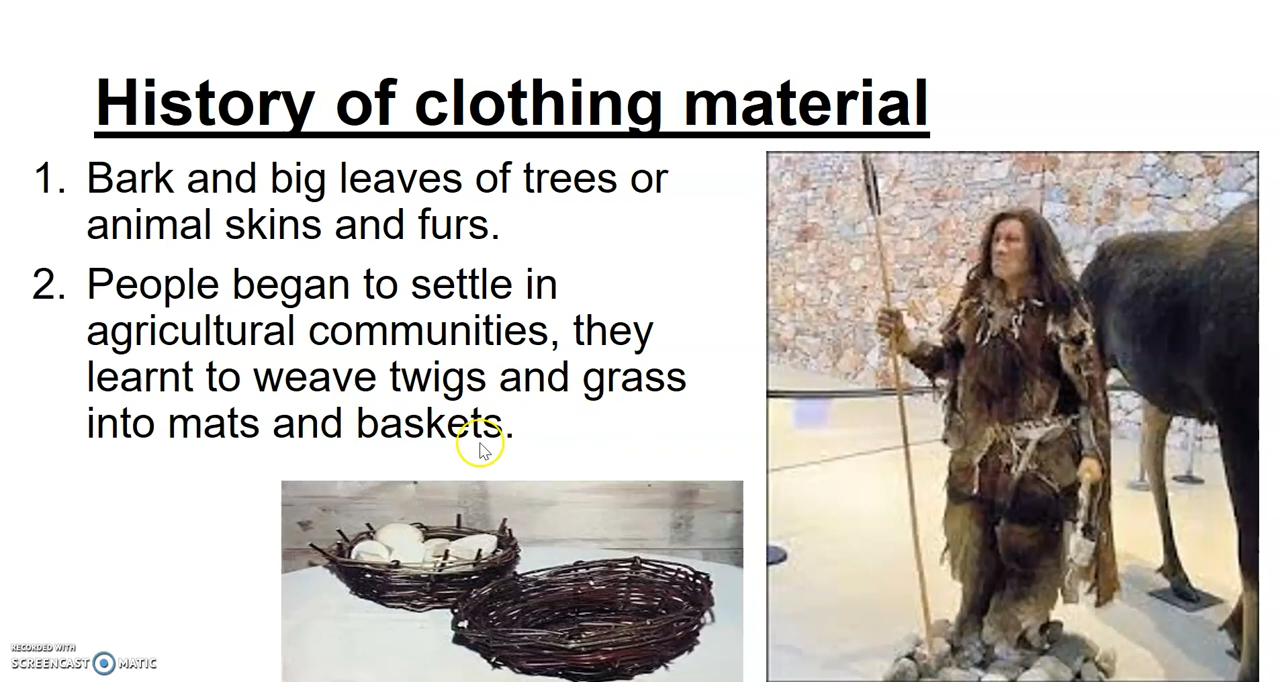 History of clothing material
1. Bark and big leaves of trees or
animal skins and furs.
2. People began to settle in
agricultural communities, they
learnt to weave twigs and grass
into mats and baskets.
RECORDED WITH
SCREENCAST MATIC